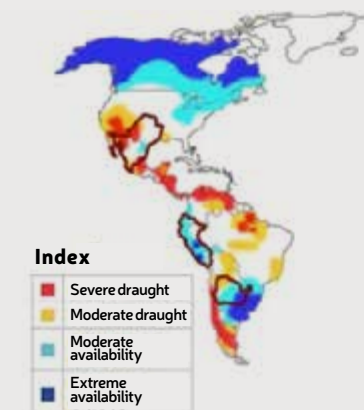 Index
Severe draught
Moderate draught
Moderate
availability
Extreme
availability